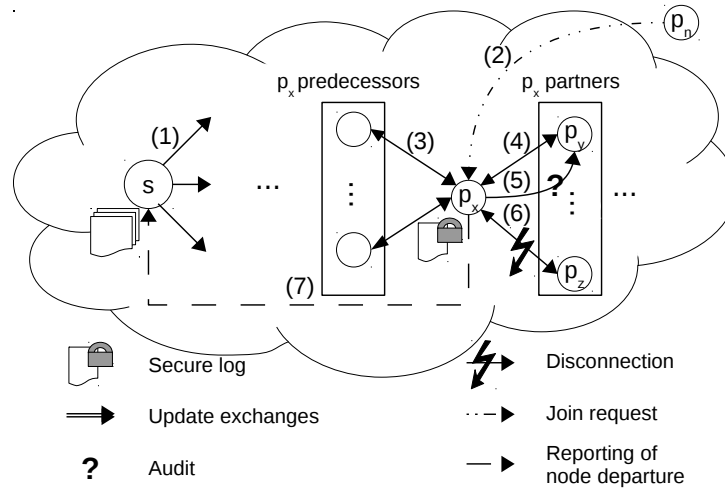 p_n
(2)
p_x predecessors
p_x partners
(1)
(3)
(4)
p_y
s
...
(5)
?
...
p_x
(6)
(7)
p_z
Secure log
Disconnection
Update exchanges
Join request
? Audit
Reporting of
node departure